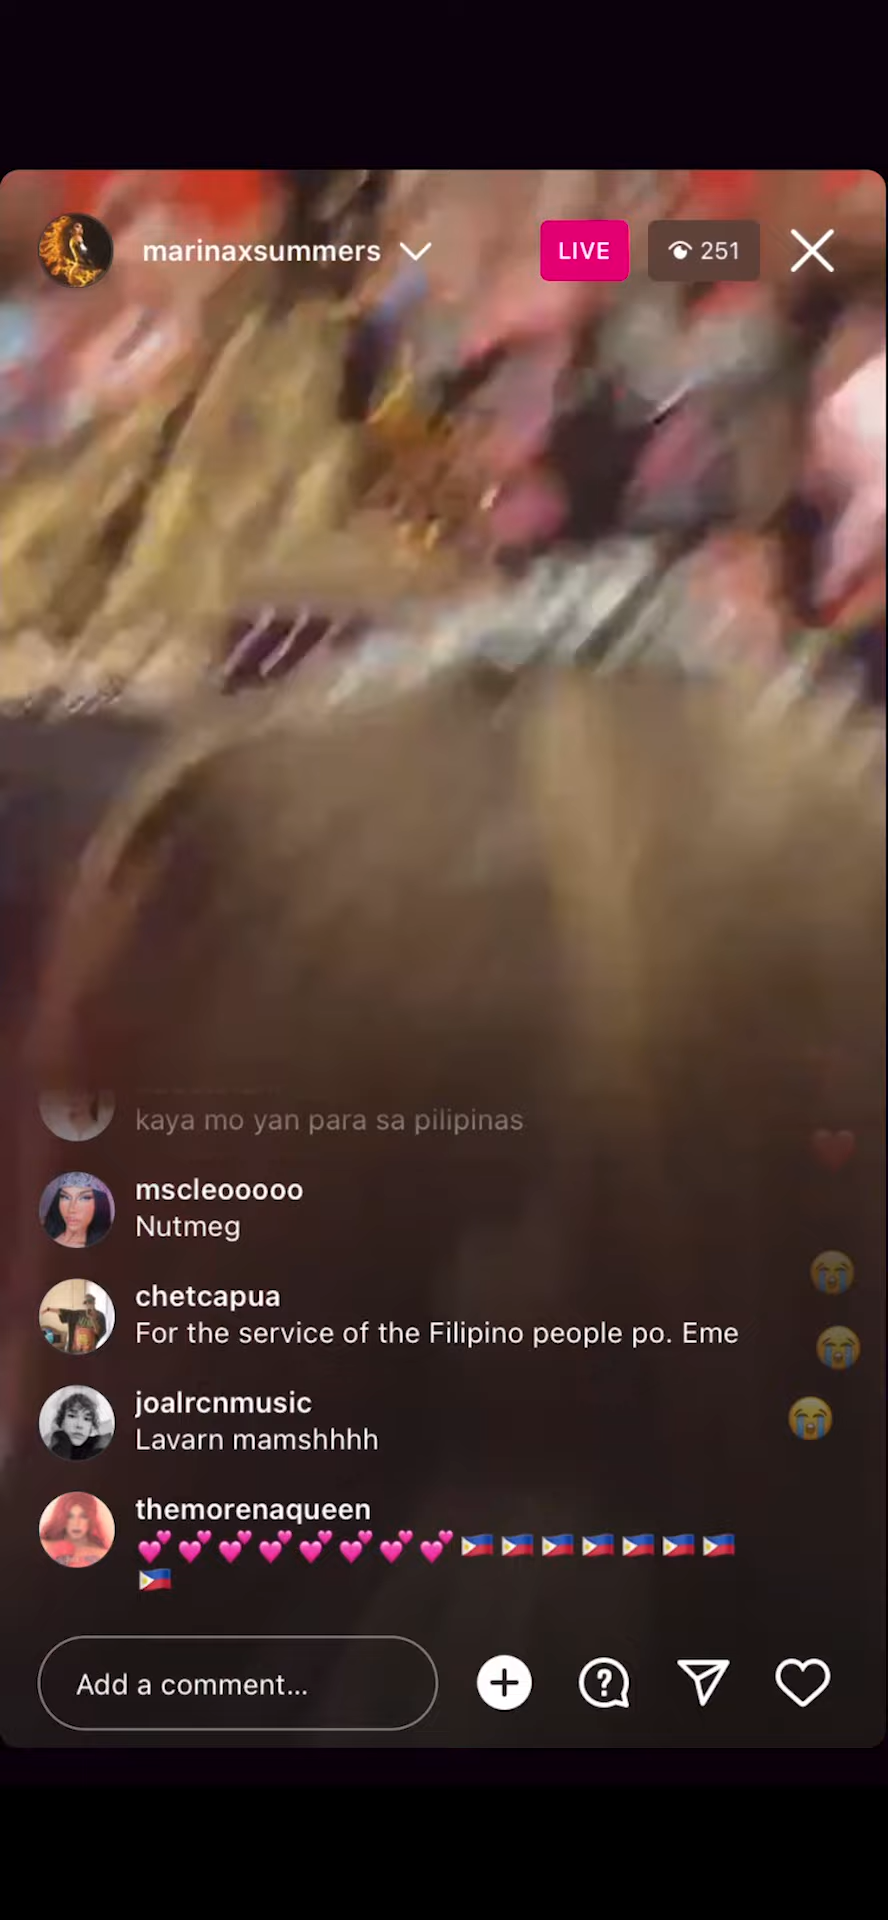 marinaxsummers
LIVE
251
kaya mo yan para sa pilipinas
mscleooooo
Nutmeg
chetcapua
For the service of the Filipino people po. Eme
joalrcnmusic
Lavarn mamshhhh
themorenaqueen
💕💕💕💕💕💕💕💕🇵🇭🇵🇭🇵🇭🇵🇭🇵🇭🇵🇭🇵🇭
🇵🇭
Add a comment...